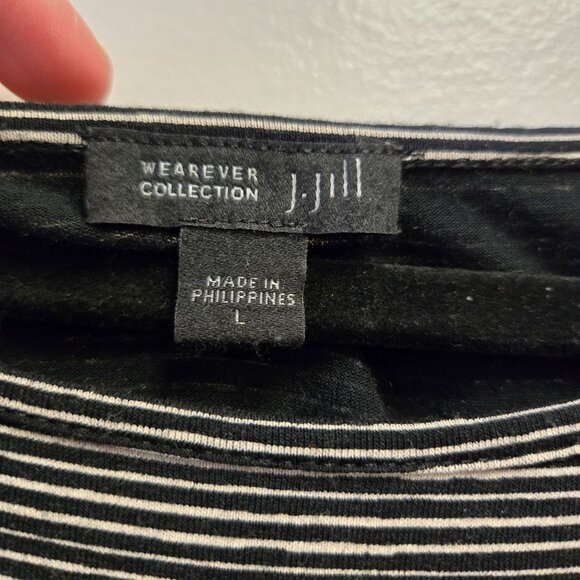 WEAREVER
COLLECTION
J.Jill
MADE IN
PHILIPPINES
L